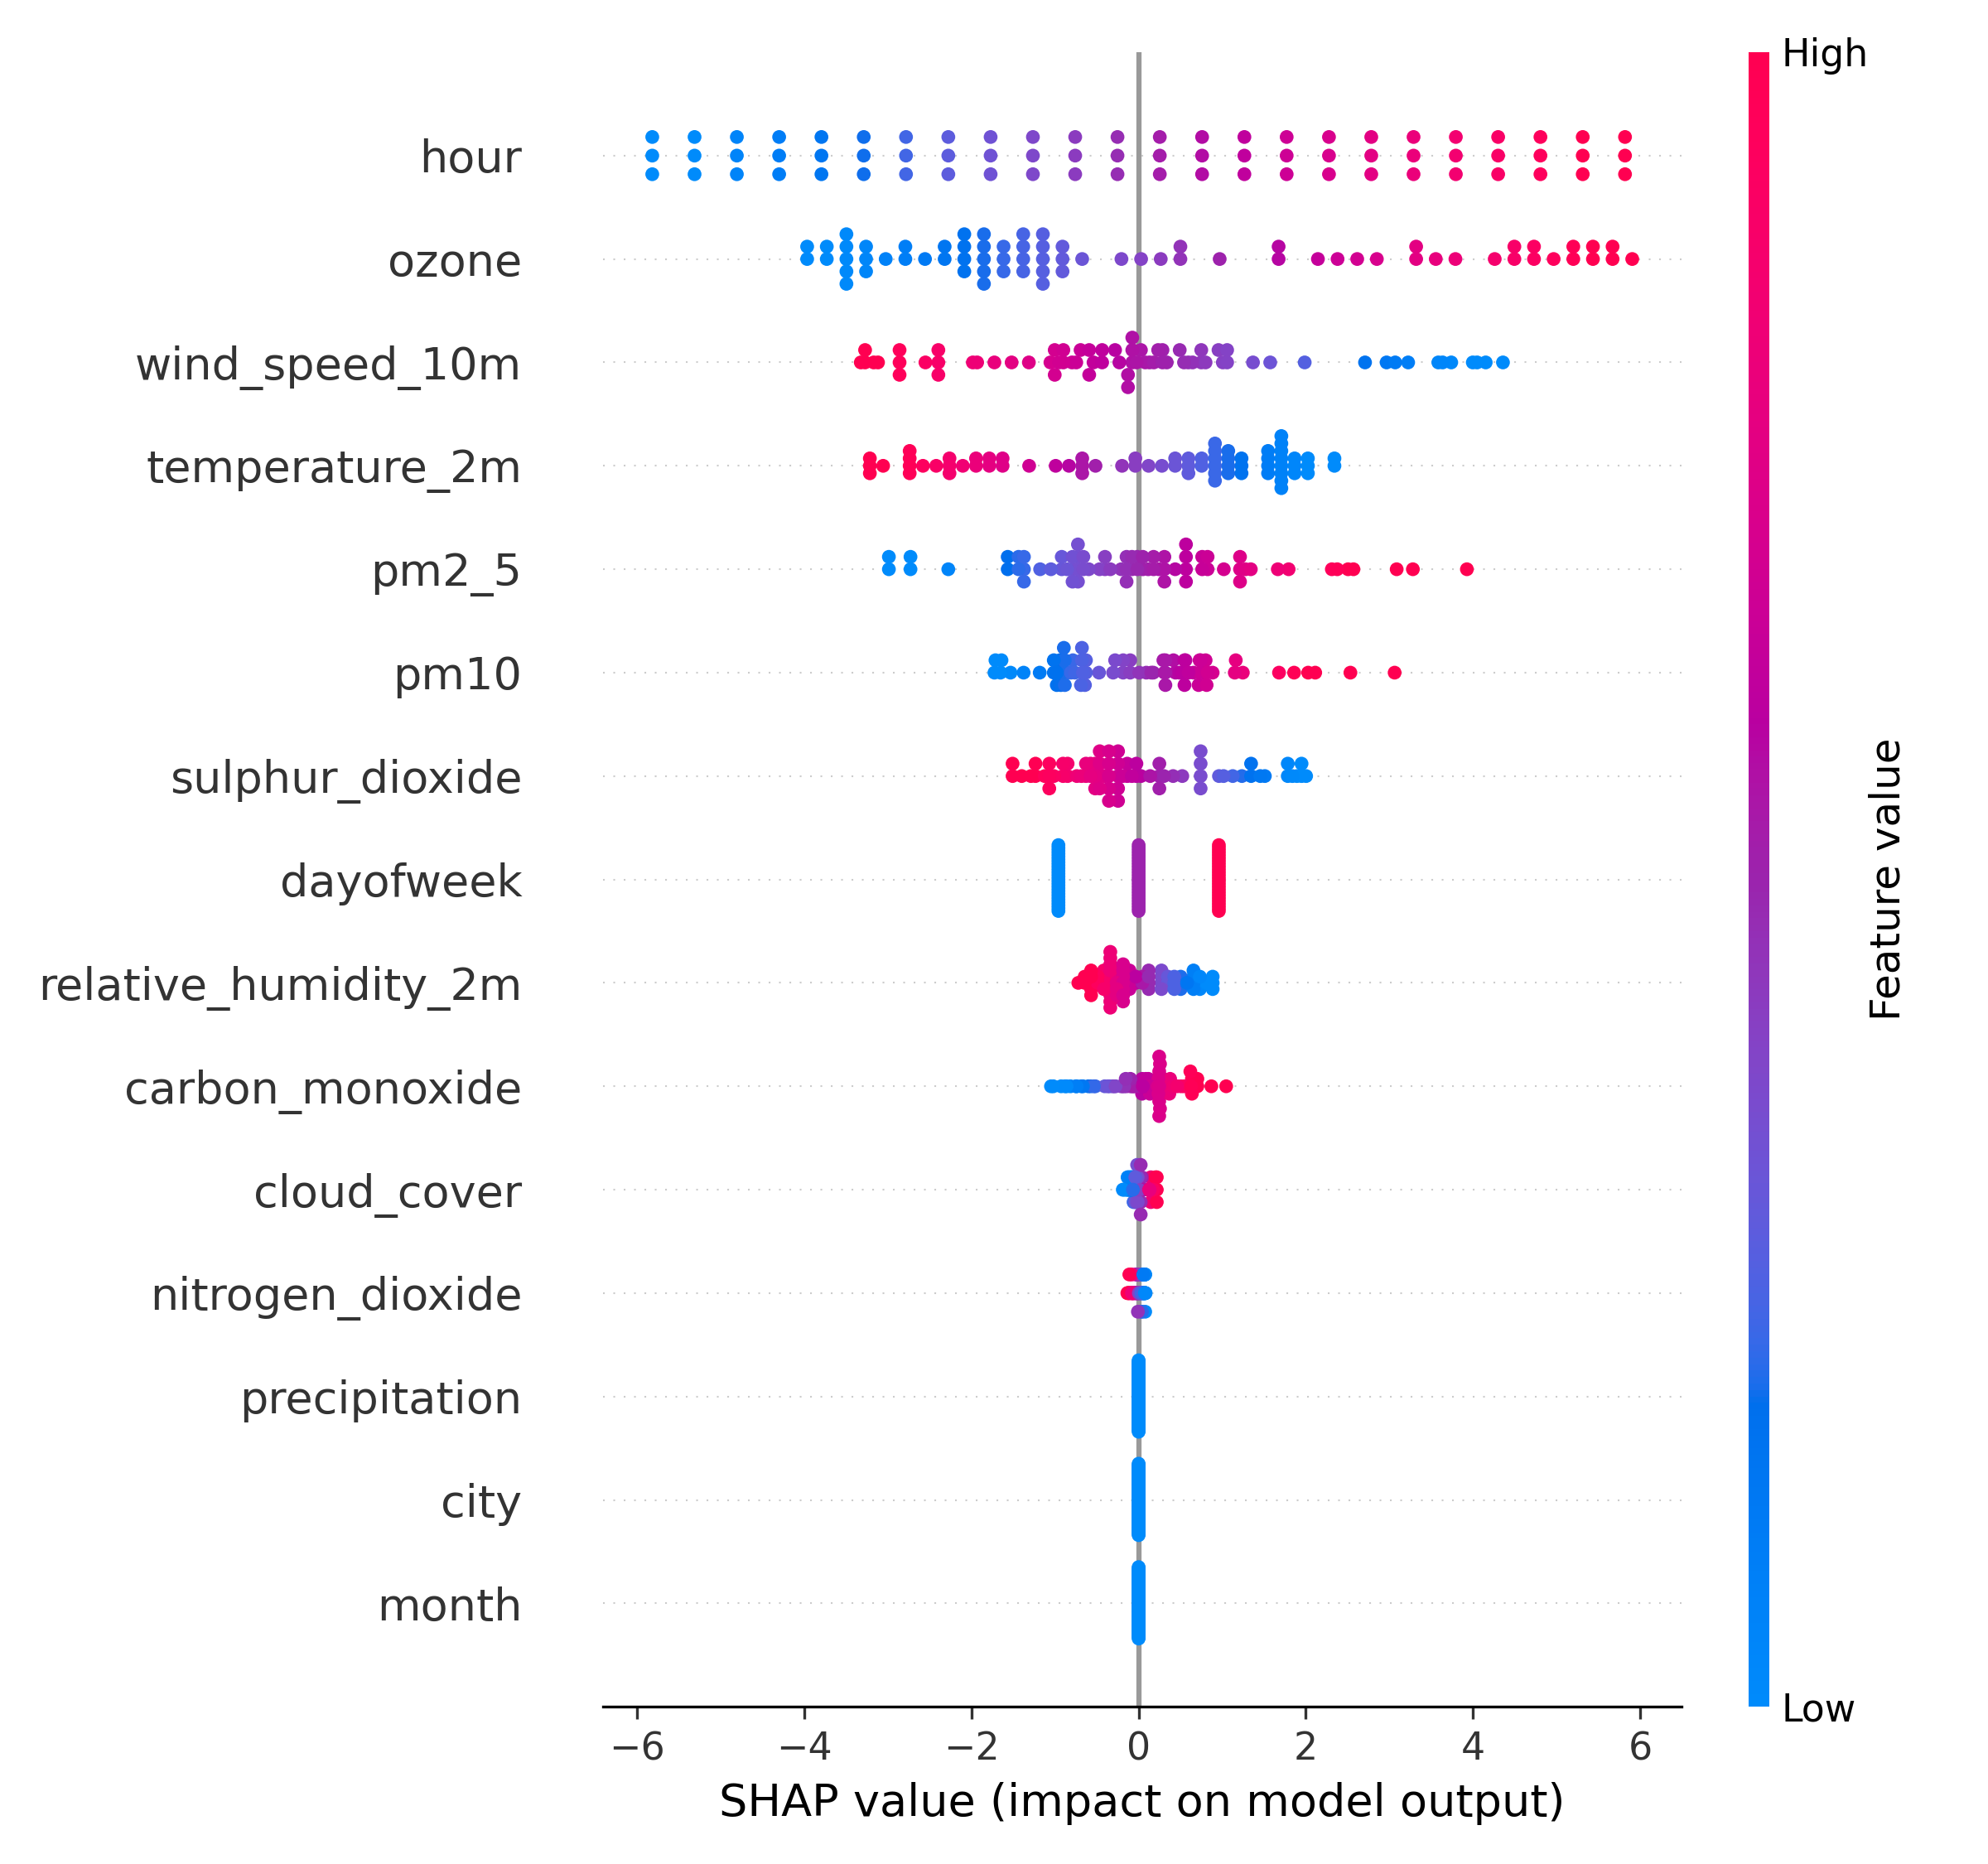 High
hour
ozone
wind_speed_10m
temperature_2m
pm2_5
pm10
sulphur_dioxide
dayofweek
relative_humidity_2m
carbon_monoxide
cloud_cover
nitrogen_dioxide
precipitation
city
month
Feature value
Low
−6 −4 −2 0 2 4 6
SHAP value (impact on model output)